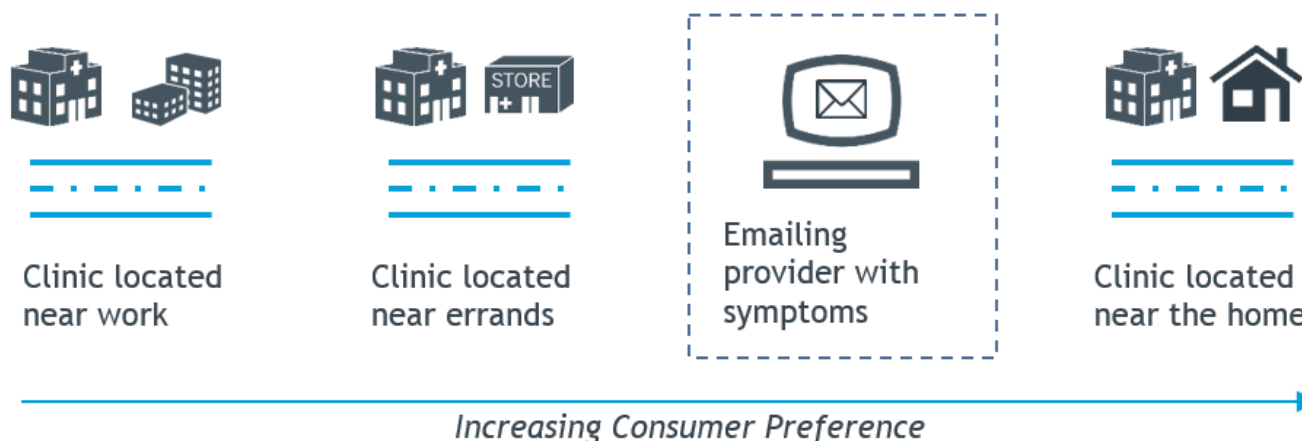 STORE
Clinic located
near work
Clinic located
near errands
Emailing
provider with
symptoms
Clinic located
near the home
Increasing Consumer Preference